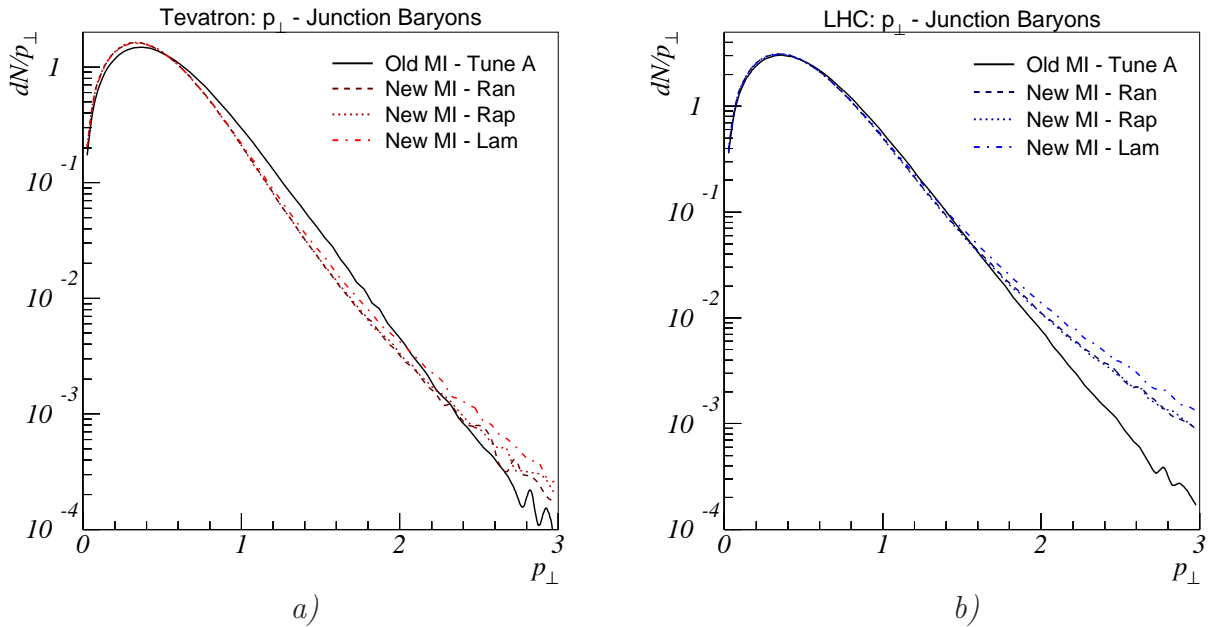 Tevatron: p⊥ - Junction Baryons
dN/p⊥
Old MI - Tune A
New MI - Ran
New MI - Rap
New MI - Lam
1
10 -1
10 -2
10 -3
10 -4
0 1 2 3
p⊥
a)
LHC: p⊥ - Junction Baryons
dN/p⊥
Old MI - Tune A
New MI - Ran
New MI - Rap
New MI - Lam
1
10 -1
10 -2
10 -3
10 -4
0 1 2 3
p⊥
b)